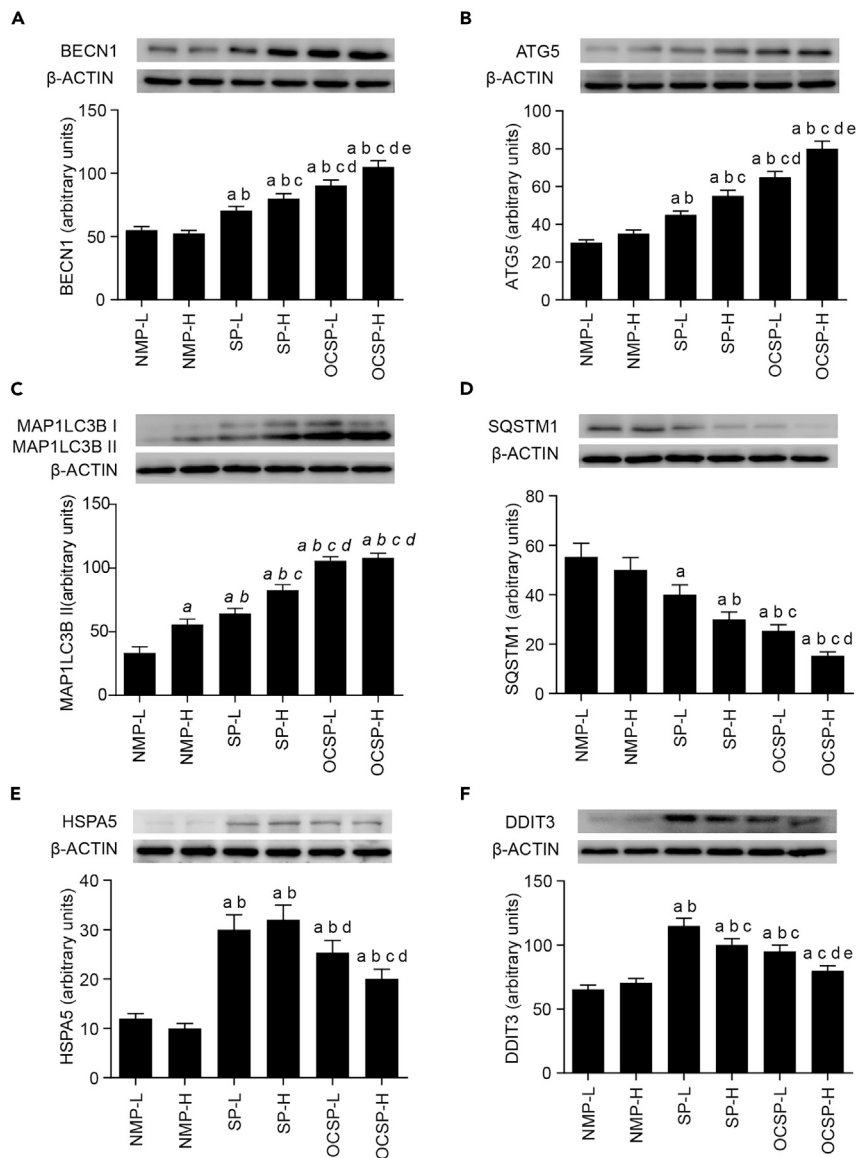 A
BECN1
β-ACTIN
BECN1 (arbitrary units)
150
100
50
0
a b
a b c
a b c d
a b c d e
NMP-L
NMP-H
SP-L
SP-H
OCSP-L
OCSP-H
B
ATG5
β-ACTIN
ATG5 (arbitrary units)
100
80
60
40
20
0
a b
a b c
a b c d
a b c d e
NMP-L
NMP-H
SP-L
SP-H
OCSP-L
OCSP-H
C
MAP1LC3B I
MAP1LC3B II
β-ACTIN
MAP1LC3B II(arbitrary units)
150
100
50
0
a
a b
a b c
a b c d
a b c d
NMP-L
NMP-H
SP-L
SP-H
OCSP-L
OCSP-H
D
SQSTM1
β-ACTIN
SQSTM1 (arbitrary units)
80
60
40
20
0
a
a b
a b c
a b c d
NMP-L
NMP-H
SP-L
SP-H
OCSP-L
OCSP-H
E
HSPA5
β-ACTIN
HSPA5 (arbitrary units)
40
30
20
10
0
a b
a b
a b d
a b c d
NMP-L
NMP-H
SP-L
SP-H
OCSP-L
OCSP-H
F
DDIT3
β-ACTIN
DDIT3 (arbitrary units)
150
100
50
0
a b
a b c
a b c
a c d e
NMP-L
NMP-H
SP-L
SP-H
OCSP-L
OCSP-H